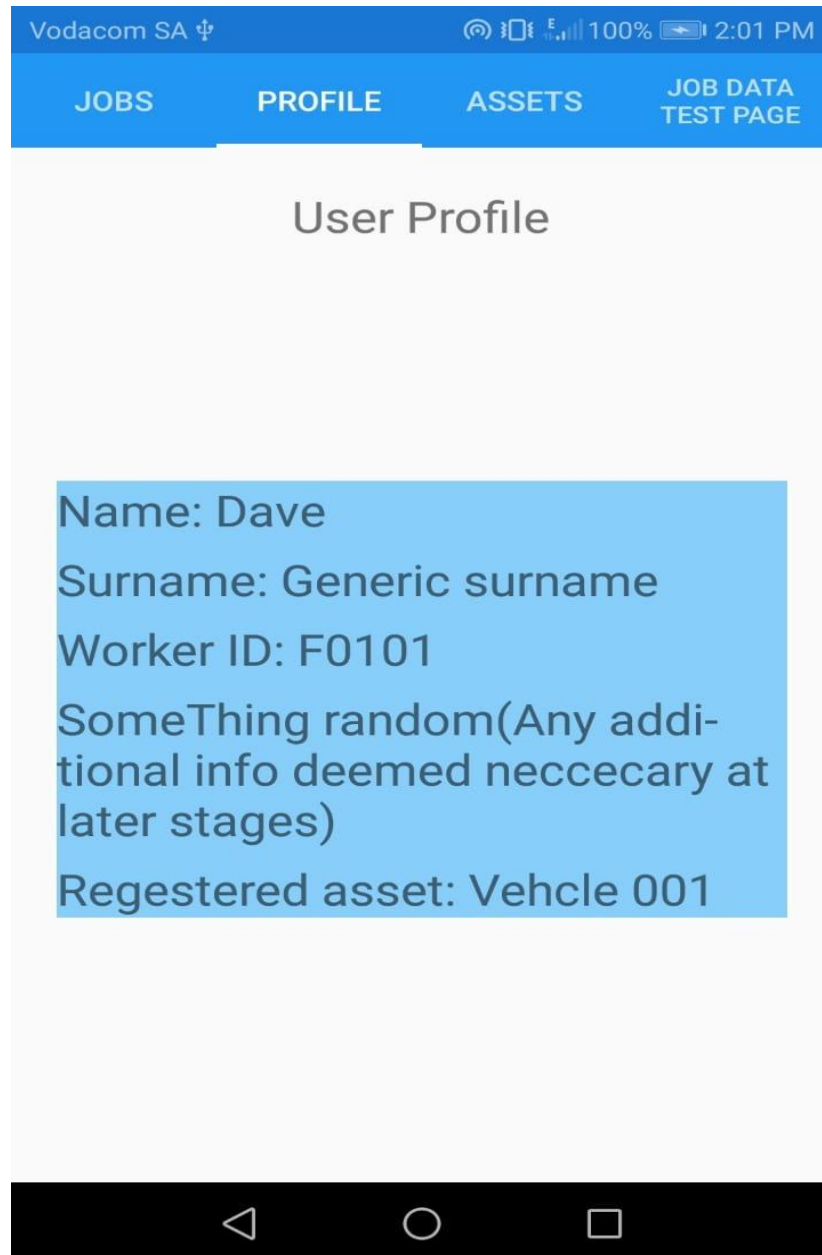 Vodacom SA E 100% 2:01 PM
JOBS PROFILE ASSETS JOB DATA
TEST PAGE
User Profile
Name: Dave
Surname: Generic surname
Worker ID: F0101
SomeThing random(Any addi-
tional info deemed neccecary at
later stages)
Regestered asset: Vehcle 001